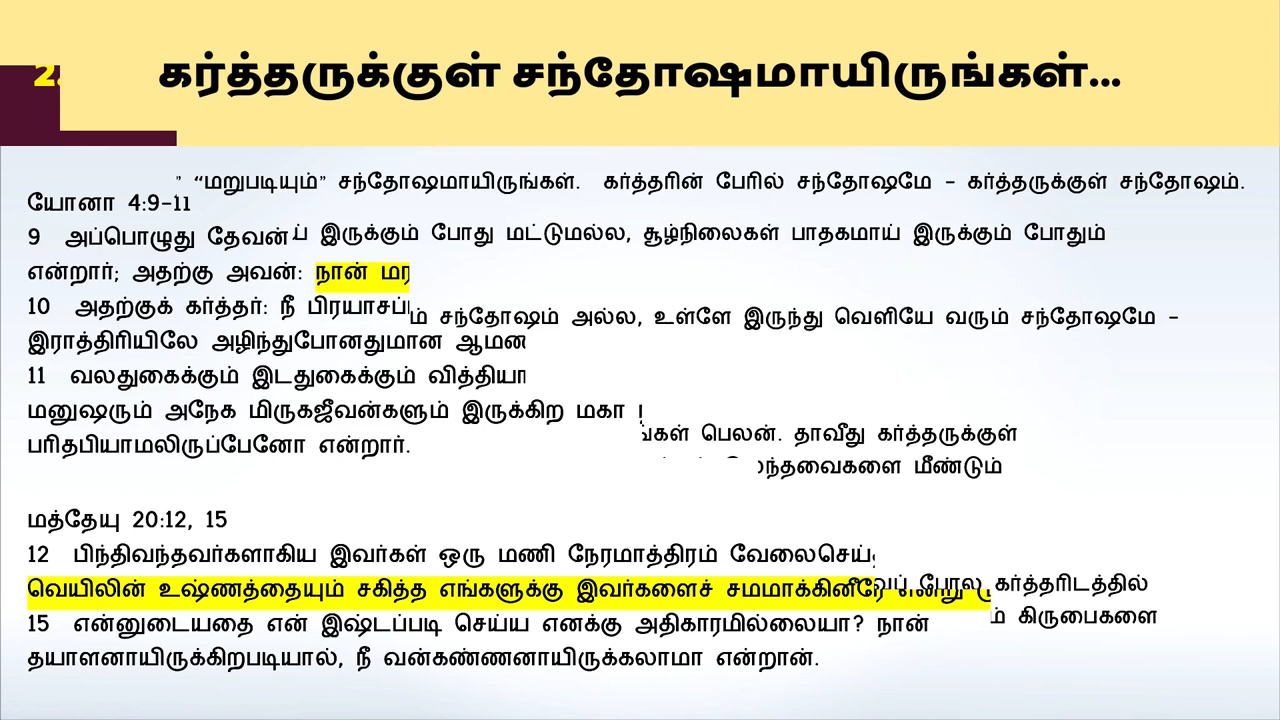 2.
கர்த்தருக்குள் சந்தோஷமாயிருங்கள்...
” “மறுபடியும்” சந்தோஷமாயிருங்கள். கர்த்தரின் பேரில் சந்தோஷமே – கர்த்தருக்குள் சந்தோஷம்.
யோனா 4:9–11
9 அப்பொழுது தேவன்
இருக்கும் போது மட்டுமல்ல, சூழ்நிலைகள் பாதகமாய் இருக்கும் போதும்
என்றார்; அதற்கு அவன்: நான்
10 அதற்குக் கர்த்தர்: நீ
சந்தோஷம் அல்ல, உள்ளே இருந்து வெளியே வரும் சந்தோஷமே –
இராத்திரியிலே அழிந்துபோனதுமான
11 வலதுகைக்கும் இடதுகைக்கும்
மனுஷரும் அநேக மிருகஜீவன்களும் இருக்கிற மகா
பெலன். தாவீது கர்த்தருக்குள்
பரிதபியாமலிருப்பேனோ என்றார்.
மீண்டும்
மத்தேயு 20:12, 15
12 பிந்திவந்தவர்களாகிய இவர்கள் ஒரு மணி நேரமாத்திரம்
வெயிலின் உஷ்ணத்தையும் சகித்த எங்களுக்கு இவர்களைச் சமமாக்கினீரே
போல கர்த்தரிடத்தில்
கிருபைகளை
15 என்னுடையதை என் இஷ்டப்படி செய்ய எனக்கு அதிகாரமில்லையா? நான்
தயாளனாயிருக்கிறபடியால், நீ வன்கண்ணனாயிருக்கலாமா என்றான்.